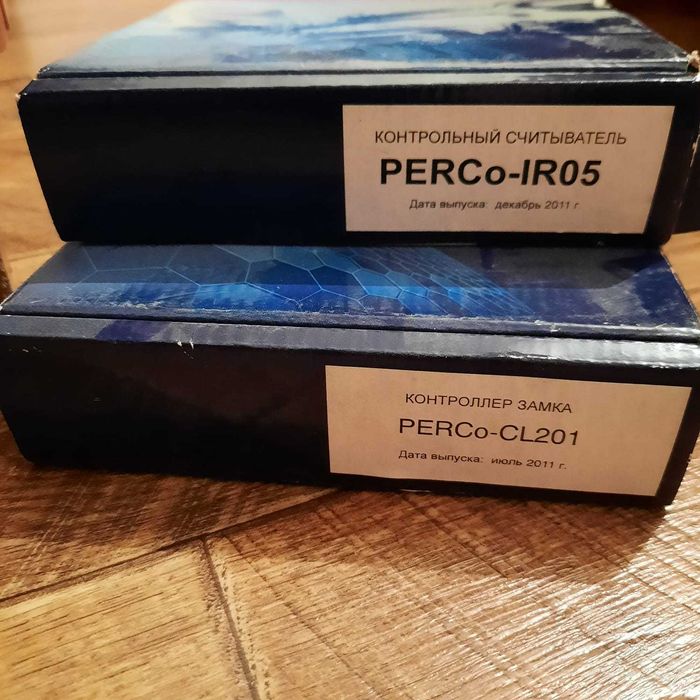 КОНТРОЛЬНЫЙ СЧИТЫВАТЕЛЬ
PERCo-IR05
Дата выпуска: декабрь 2011 г
КОНТРОЛЛЕР ЗАМКА
PERCo-CL201
Дата выпуска: июль 2011 г.